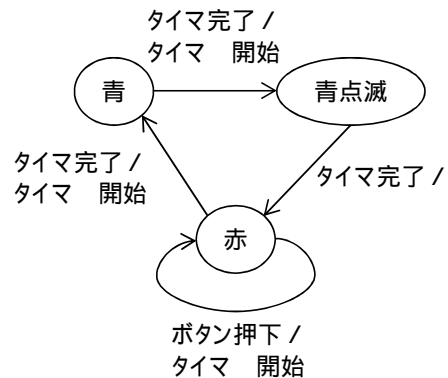 タイマ完了 /
タイマ　開始
青
青点滅
タイマ完了 /
タイマ　開始
タイマ完了 /
赤
ボタン押下 /
タイマ　開始